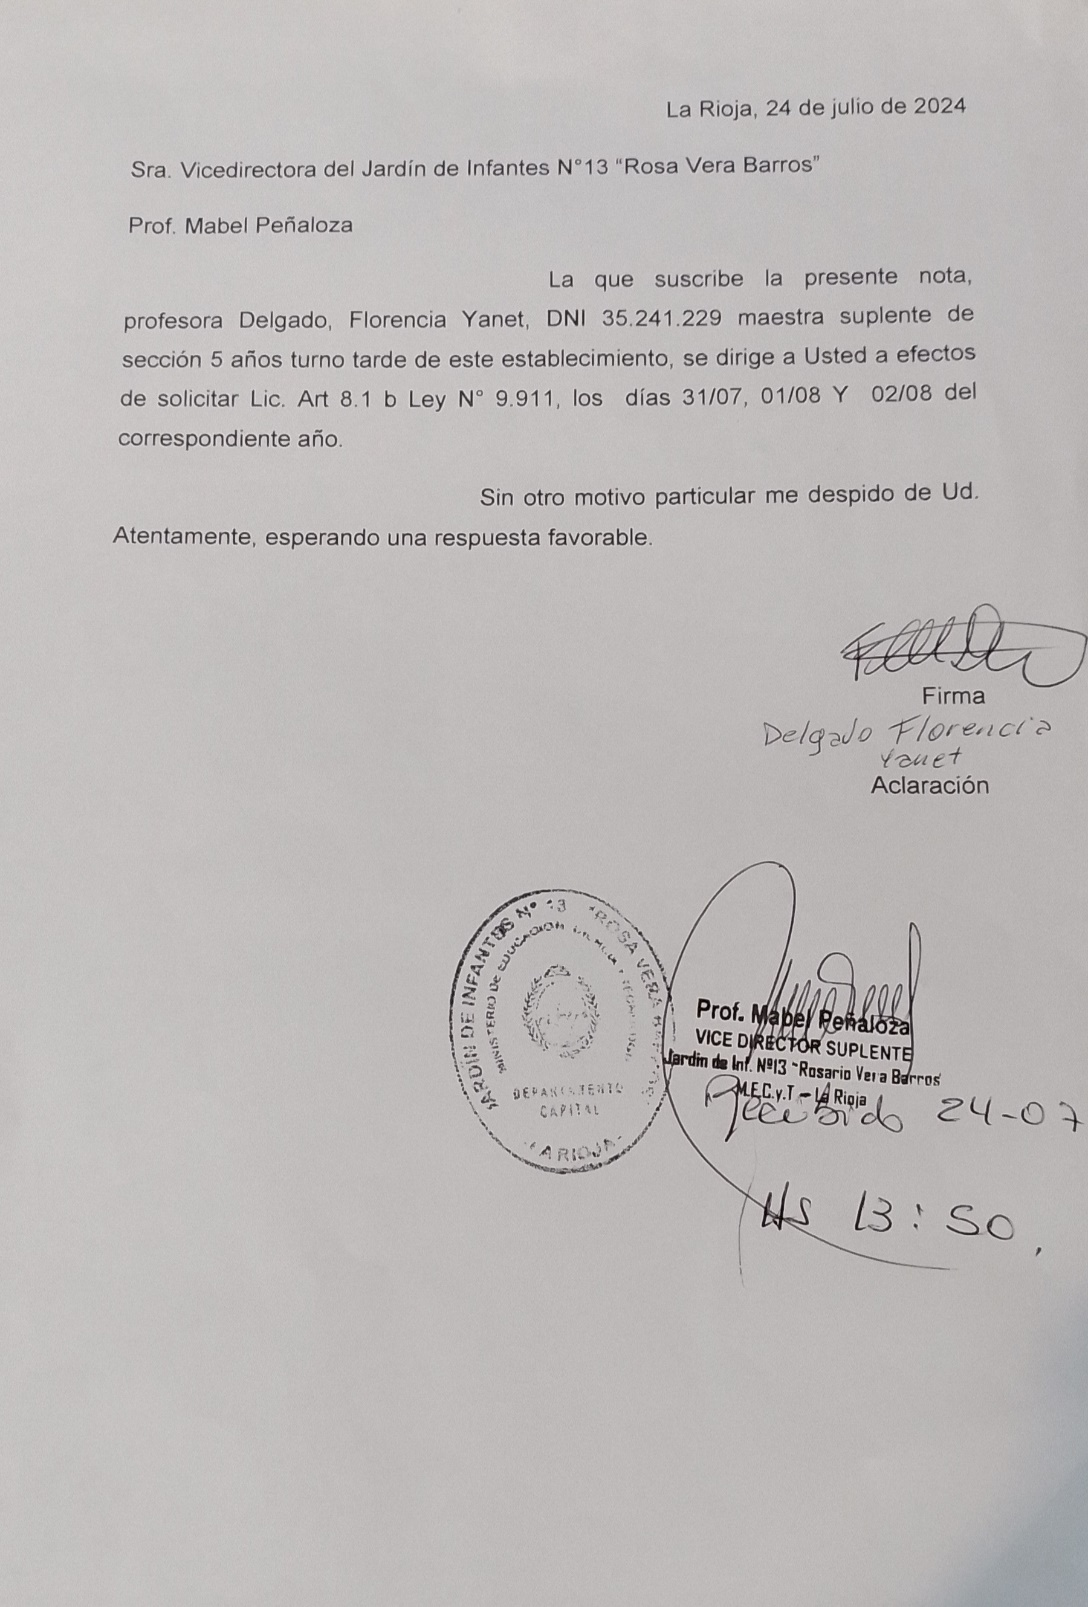 La Rioja, 24 de julio de 2024
Sra. Vicedirectora del Jardín de Infantes N°13 “Rosa Vera Barros”
Prof. Mabel Peñaloza
La que suscribe la presente nota,
profesora Delgado, Florencia Yanet, DNI 35.241.229 maestra suplente de
sección 5 años turno tarde de este establecimiento, se dirige a Usted a efectos
de solicitar Lic. Art 8.1 b Ley N° 9.911, los días 31/07, 01/08 Y 02/08 del
correspondiente año.
Sin otro motivo particular me despido de Ud.
Atentamente, esperando una respuesta favorable.
Firma
Delgado Florencia
Yanet
Aclaración
JARDÍN DE INFANTES Nº 13 "ROSA VERA
MINISTERIO DE EDUCACION
DEPARTAMENTO
CAPITAL
LA RIOJA
Prof. Mabel Peñaloza
VICE DIRECTOR SUPLENTE
Jardin de Inf. Nº13 "Rosario Vera Barros
M.E.C.y.T - La Rioja
Recibido 24-07
Hs 13:50.